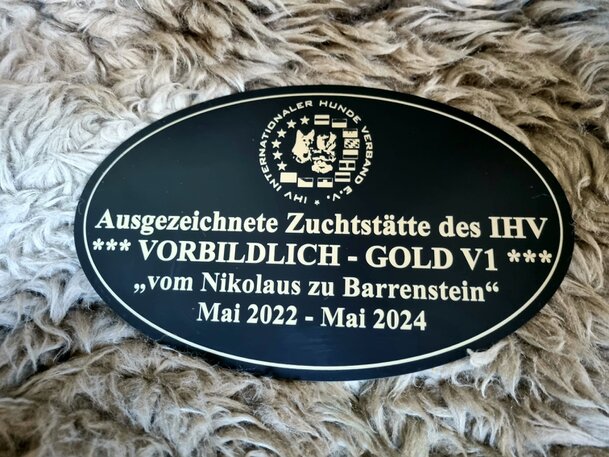 IHV INTERNATIONALER HUNDE VERBAND E.V.
Ausgezeichnete Zuchtstätte des IHV
*** VORBILDLICH - GOLD V1 ***
„vom Nikolaus zu Barrenstein“
Mai 2022 - Mai 2024